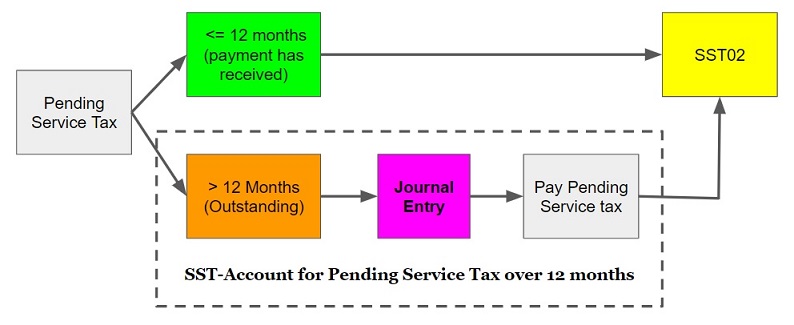 Pending
Service Tax
<= 12 months
(payment has
received)
SST02
> 12 Months
(Outstanding)
Journal
Entry
Pay Pending
Service tax
SST-Account for Pending Service Tax over 12 months